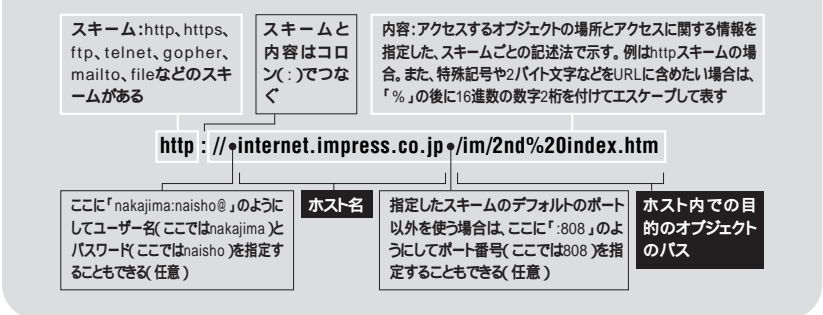 スキーム:http、https、
ftp、telnet、gopher、
mailto、fileなどのスキ
ームがある
スキームと
内容はコロ
ン( : )でつな
ぐ
内容:アクセスするオブジェクトの場所とアクセスに関する情報を
指定した、スキームごとの記述法で示す。例はhttpスキームの場
合。また、特殊記号や2バイト文字などをURLに含めたい場合は、
「%」の後に16進数の数字2桁を付けてエスケープして表す
http : //•internet.impress.co.jp•/im/2nd%20index.htm
ここに「nakajima:naisho@」のように
してユーザー名( ここではnakajima )と
パスワード( ここではnaisho )を指定す
ることもできる( 任意 )
ホスト名
指定したスキームのデフォルトのポート
以外を使う場合は、ここに「:808」のよ
うにしてポート番号( ここでは808 )を指
定することもできる( 任意 )
ホスト内での目
的のオブジェクト
のパス